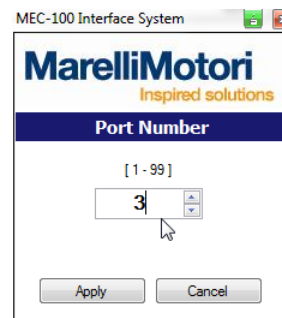 MEC-100 Interface System
MarelliMotori
Inspired solutions
Port Number
[ 1 - 99 ]
3
Apply Cancel